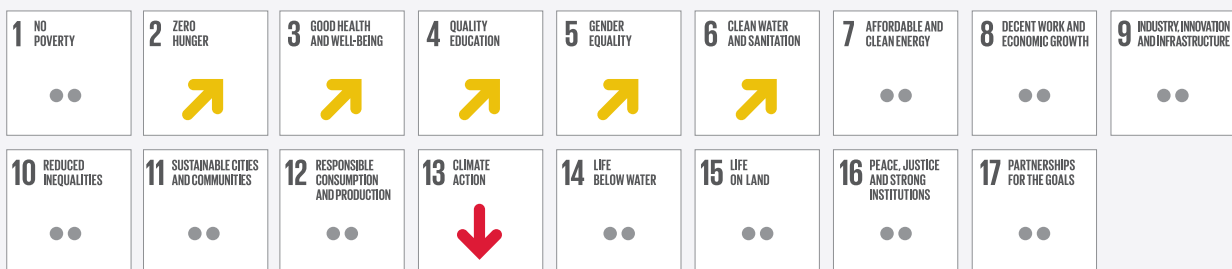 1 NO
POVERTY
2 ZERO
HUNGER
3 GOOD HEALTH
AND WELL-BEING
4 QUALITY
EDUCATION
5 GENDER
EQUALITY
6 CLEAN WATER
AND SANITATION
7 AFFORDABLE AND
CLEAN ENERGY
8 DECENT WORK AND
ECONOMIC GROWTH
9 INDUSTRY, INNOVATION
AND INFRASTRUCTURE
10 REDUCED
INEQUALITIES
11 SUSTAINABLE CITIES
AND COMMUNITIES
12 RESPONSIBLE
CONSUMPTION
AND PRODUCTION
13 CLIMATE
ACTION
14 LIFE
BELOW WATER
15 LIFE
ON LAND
16 PEACE, JUSTICE
AND STRONG
INSTITUTIONS
17 PARTNERSHIPS
FOR THE GOALS